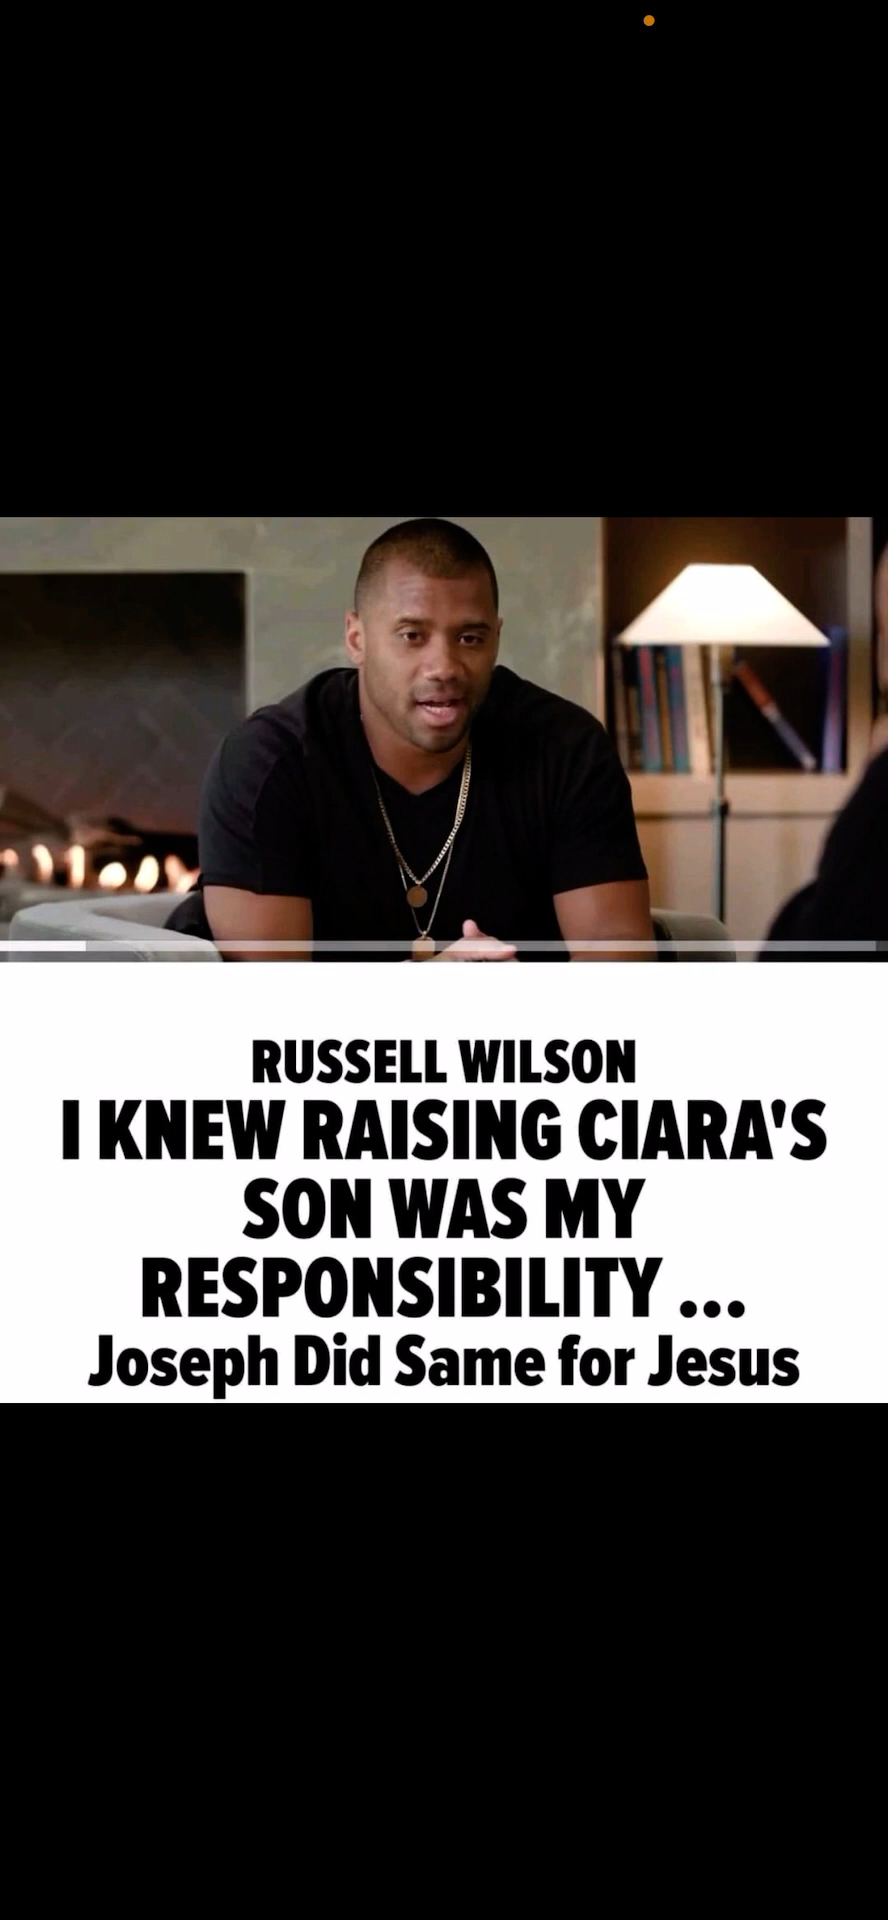 RUSSELL WILSON
I KNEW RAISING CIARA'S
SON WAS MY
RESPONSIBILITY ...
Joseph Did Same for Jesus